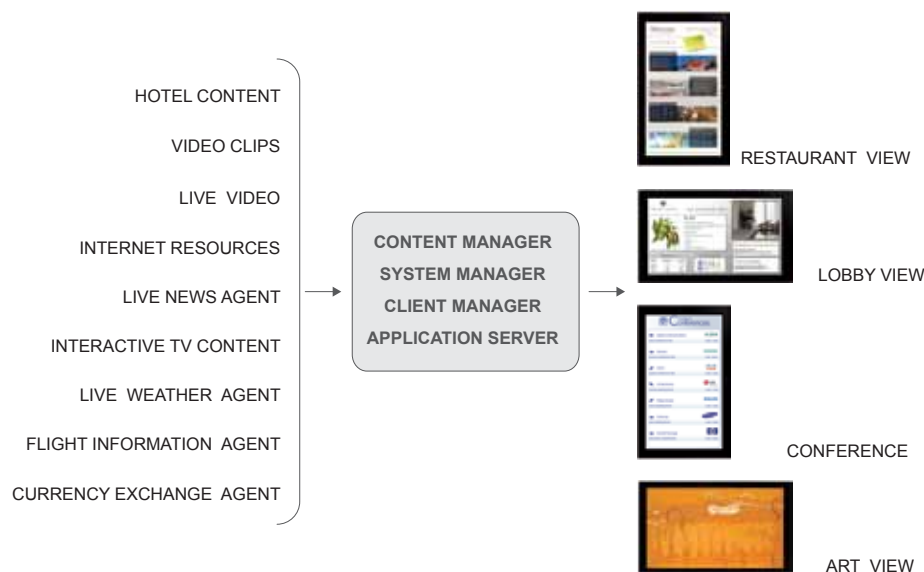 HOTEL CONTENT
VIDEO CLIPS
LIVE VIDEO
INTERNET RESOURCES
LIVE NEWS AGENT
INTERACTIVE TV CONTENT
LIVE WEATHER AGENT
FLIGHT INFORMATION AGENT
CURRENCY EXCHANGE AGENT
CONTENT MANAGER
SYSTEM MANAGER
CLIENT MANAGER
APPLICATION SERVER
RESTAURANT VIEW
LOBBY VIEW
CONFERENCE
ART VIEW